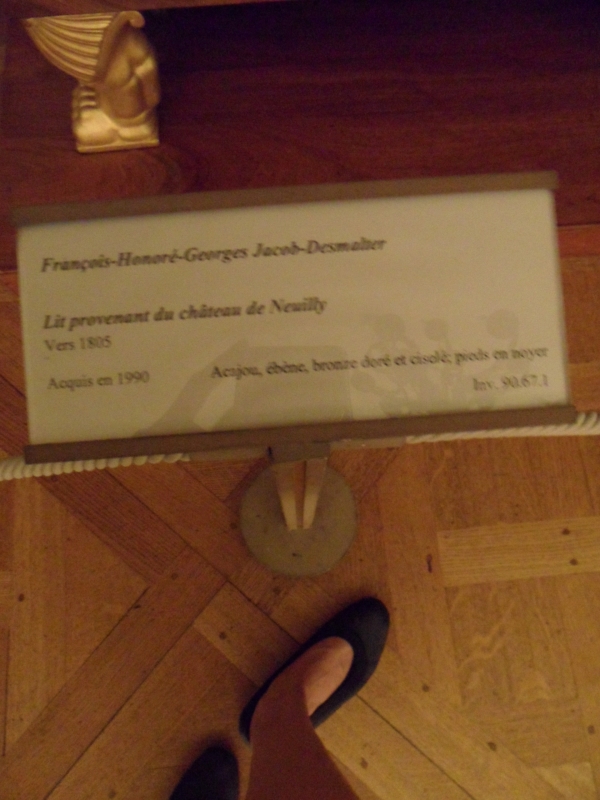 François-Honoré-Georges Jacob-Desmalter
Lit provenant du château de Neuilly
Vers 1805
Acajou, ébène, bronze doré et ciselé; pieds en noyer
Acquis en 1990
Inv. 90.67.1